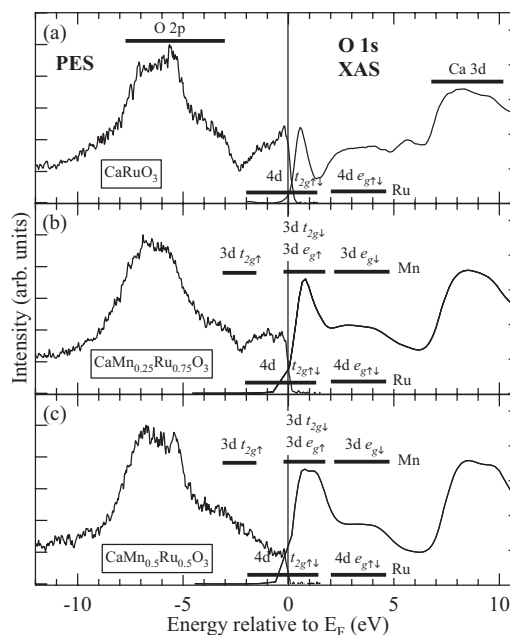 (a)
O 2p
PES
O 1s
XAS
Ca 3d
CaRuO3
4d t2g↑↓
4d eg↑↓
Ru
(b)
3d t2g↓
3d t2g↑
3d eg↑
3d eg↓
Mn
CaMn0.25Ru0.75O3
4d t2g↑↓
4d eg↑↓
Ru
(c)
3d t2g↓
3d t2g↑
3d eg↑
3d eg↓
Mn
CaMn0.5Ru0.5O3
4d t2g↑↓
4d eg↑↓
Ru
Intensity (arb. units)
-10 -5 0 5 10
Energy relative to EF (eV)